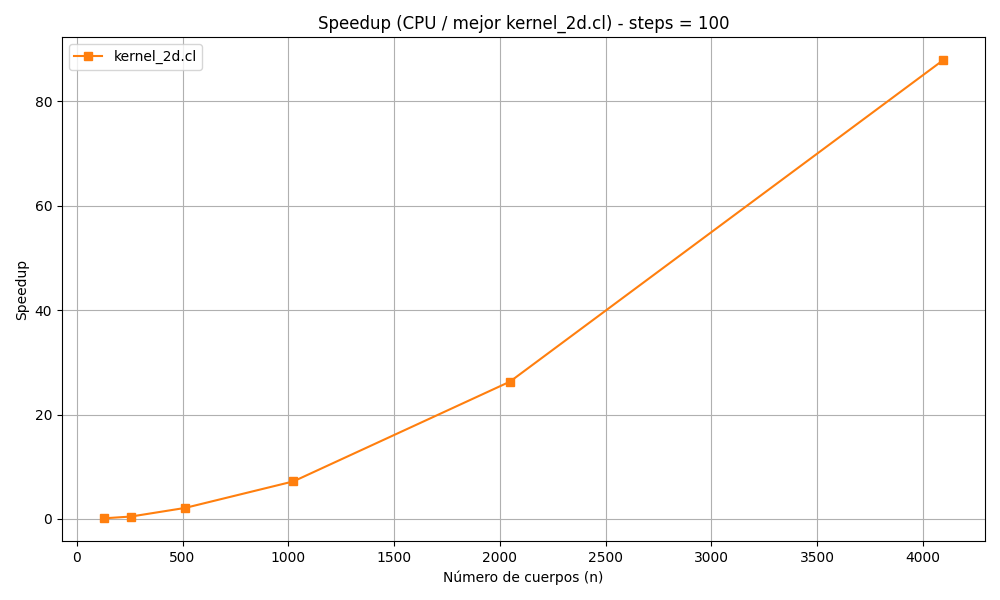 Speedup (CPU / mejor kernel_2d.cl) - steps = 100
kernel_2d.cl
Speedup
80
60
40
20
0
0 500 1000 1500 2000 2500 3000 3500 4000
Número de cuerpos (n)